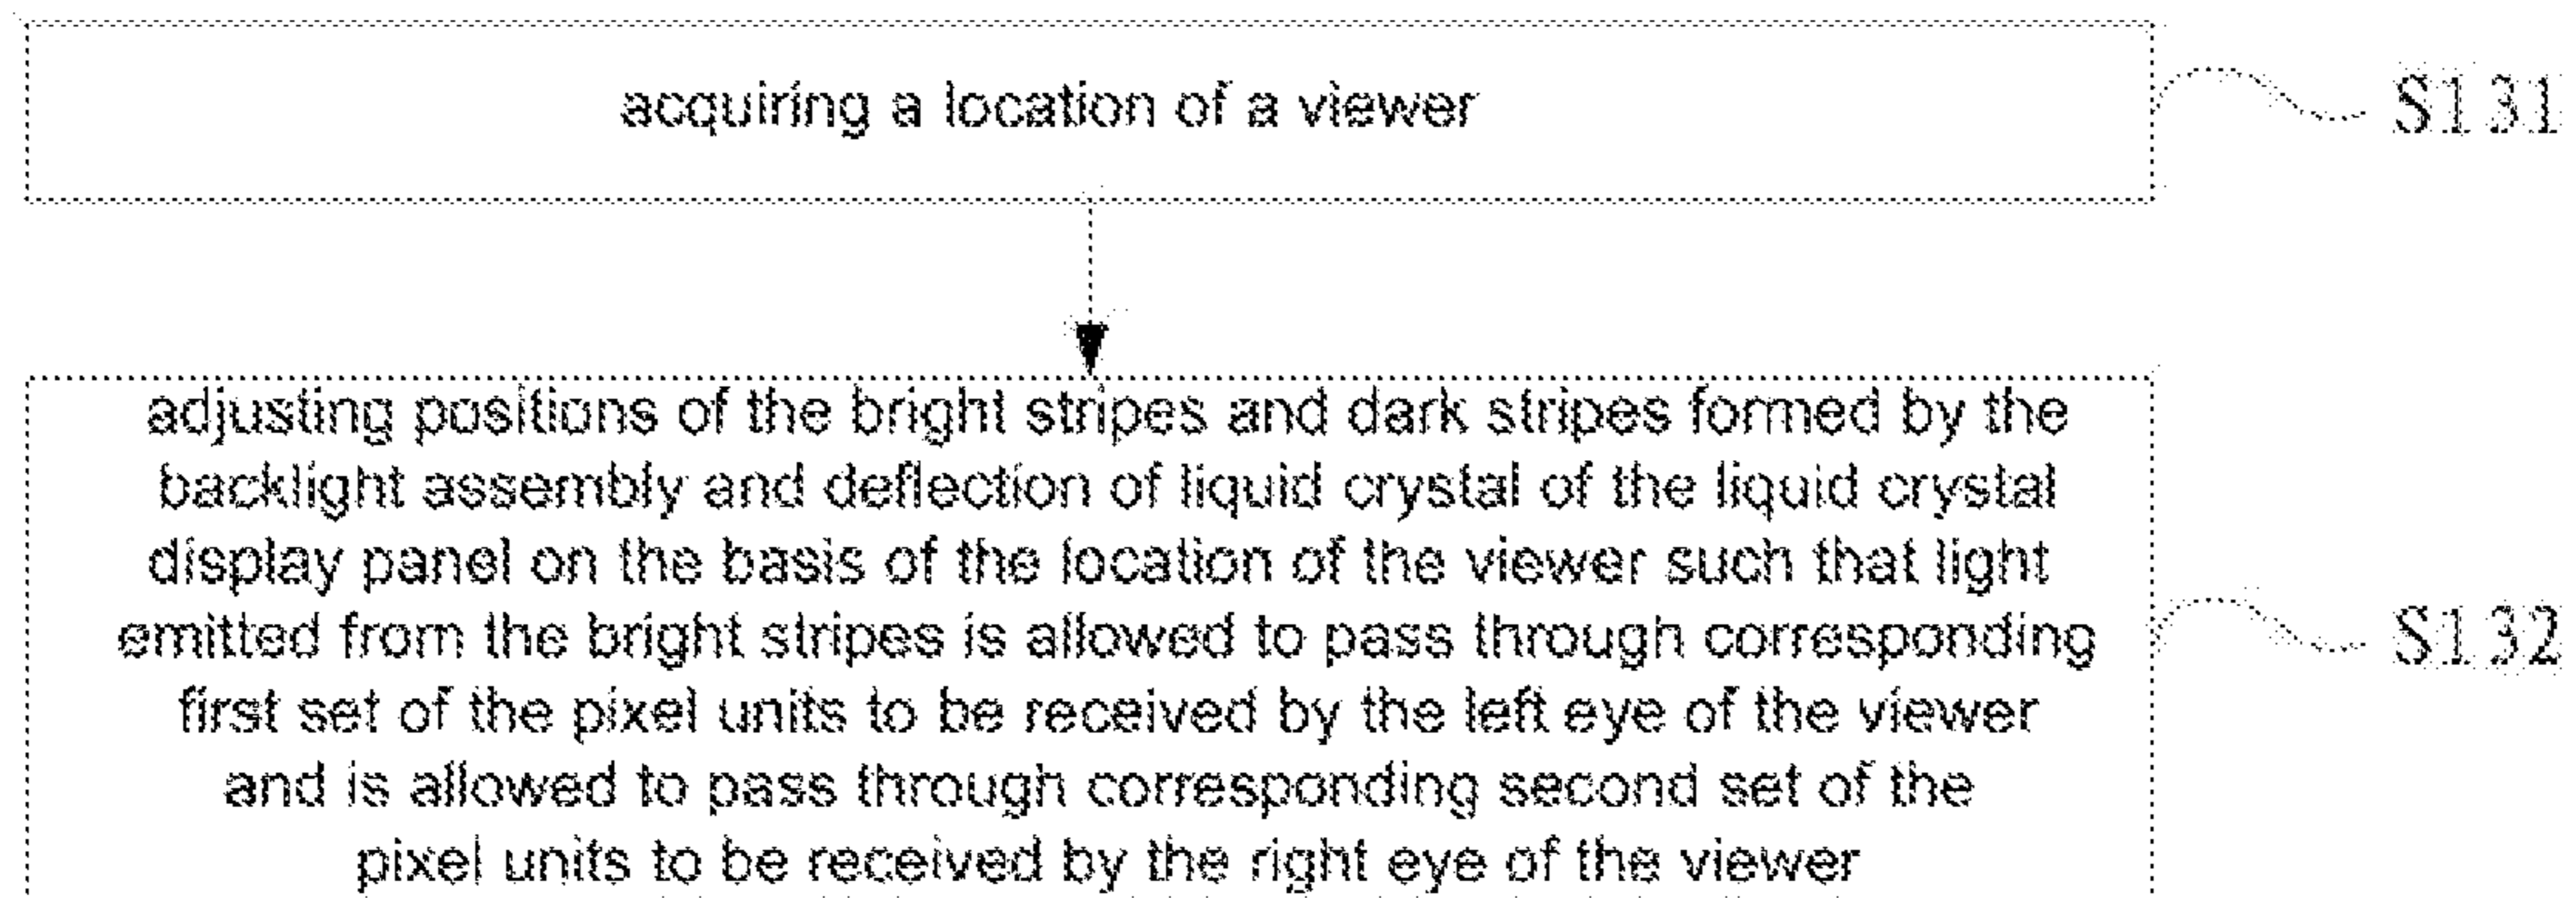 acquiring a location of a viewer
S131
adjusting positions of the bright stripes and dark stripes formed by the
backlight assembly and deflection of liquid crystal of the liquid crystal
display panel on the basis of the location of the viewer such that light
emitted from the bright stripes is allowed to pass through corresponding
S132
first set of the pixel units to be received by the left eye of the viewer
and is allowed to pass through corresponding second set of the
pixel units to be received by the right eye of the viewer